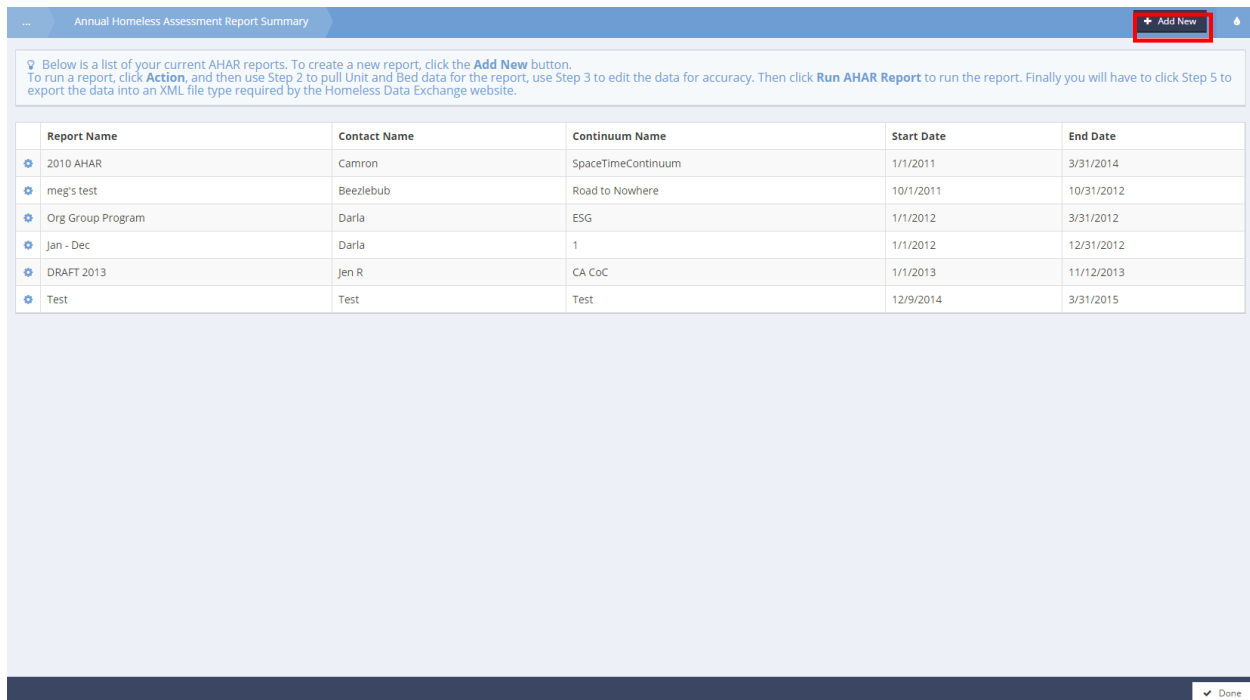 ... Annual Homeless Assessment Report Summary Add New
Below is a list of your current AHAR reports. To create a new report, click the Add New button.
To run a report, click Action, and then use Step 2 to pull Unit and Bed data for the report, use Step 3 to edit the data for accuracy. Then click Run AHAR Report to run the report. Finally you will have to click Step 5 to
export the data into an XML file type required by the Homeless Data Exchange website.
Report Name Contact Name Continuum Name Start Date End Date
2010 AHAR Camron SpaceTimeContinuum 1/1/2011 3/31/2014
meg's test Beezlebub Road to Nowhere 10/1/2011 10/31/2012
Org Group Program Darla ESG 1/1/2012 3/31/2012
Jan - Dec Darla 1 1/1/2012 12/31/2012
DRAFT 2013 Jen R CA CoC 1/1/2013 11/12/2013
Test Test Test 12/9/2014 3/31/2015
Done